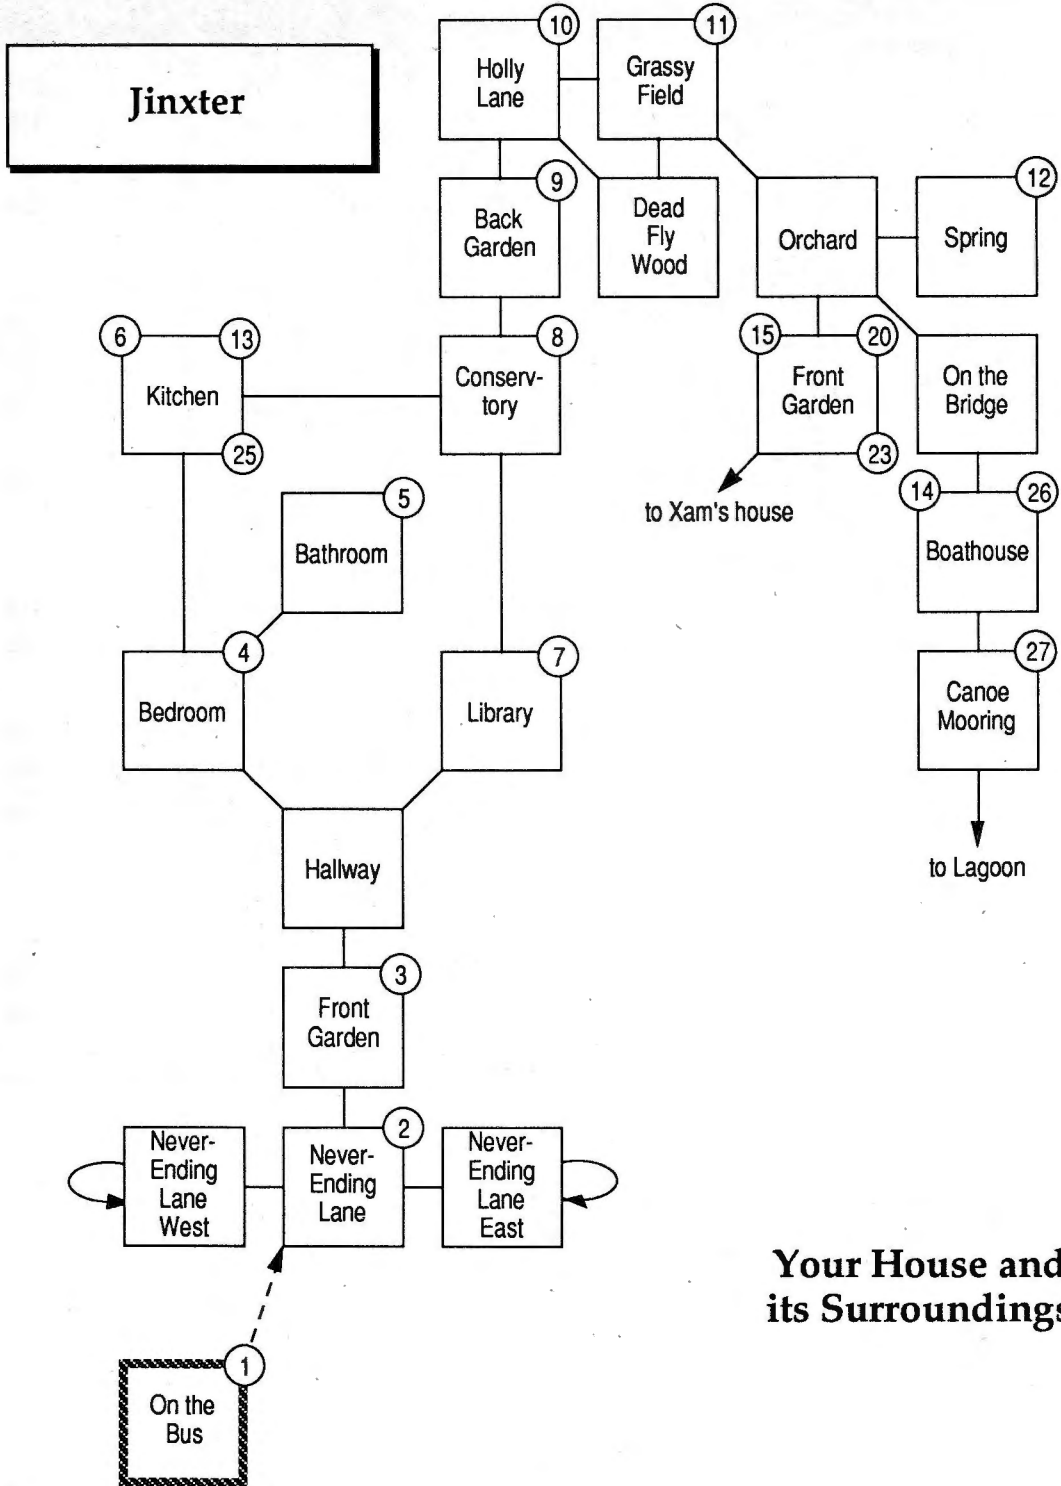 Jinxter
10
Holly
Lane
11
Grassy
Field
9
Back
Garden
Dead
Fly
Wood
Orchard
12
Spring
6
13
Kitchen
25
8
Conserv-
tory
15
20
Front
Garden
23
On the
Bridge
to Xam's house
5
Bathroom
14
26
Boathouse
4
Bedroom
7
Library
27
Canoe
Mooring
Hallway
to Lagoon
3
Front
Garden
Never-
Ending
Lane
West
2
Never-
Ending
Lane
Never-
Ending
Lane
East
Your House and
its Surroundings
1
On the
Bus